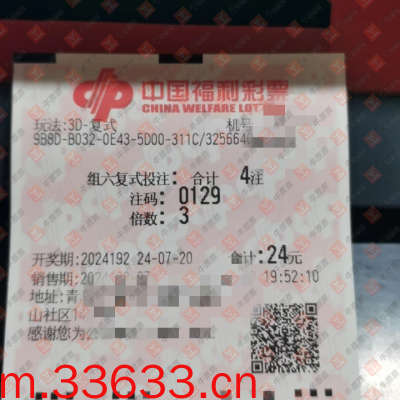 中国福利彩票
CHINA WELFARE LOTTERY
玩法:3D-复式 机号:
9B8D-B032-0E43-5D00-311C/3256640
组六复式投注: 合计 4注
注码: 0129
倍数: 3
开奖期:2024192 24-07-20 合计:24元
销售期: 19:52:10
地址:青
山社区1
感谢您为
m.33633.cn